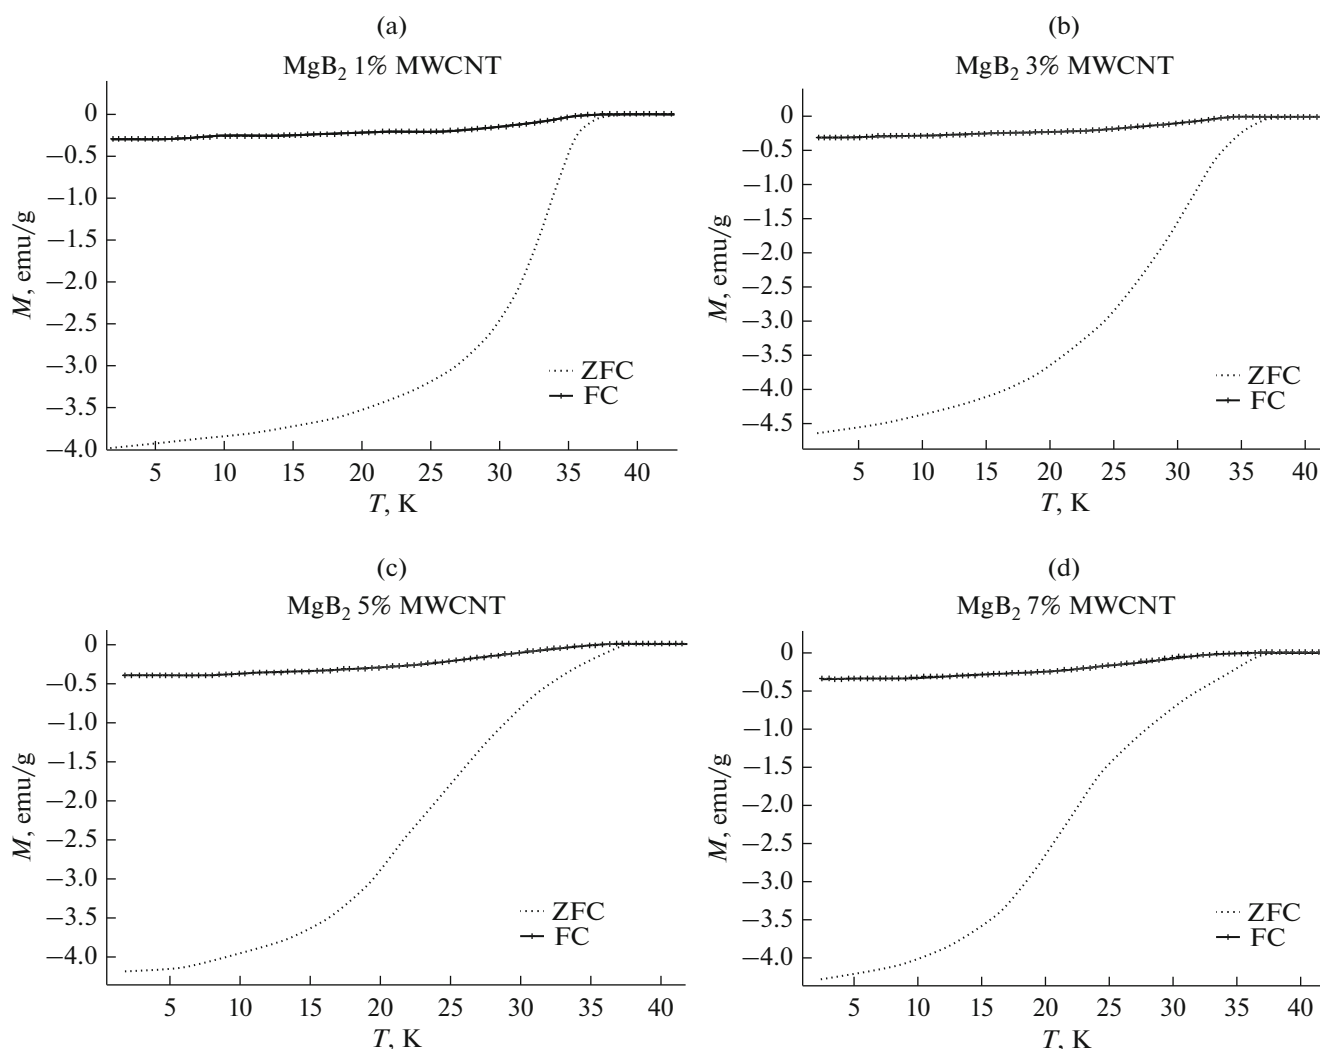 (a)
MgB₂ 1% MWCNT
0
−0.5
−1.0
−1.5
−2.0
−2.5
−3.0
−3.5
−4.0
M, emu/g
5 10 15 20 25 30 35 40
T, K
ZFC
FC
(b)
MgB₂ 3% MWCNT
0
−0.5
−1.0
−1.5
−2.0
−2.5
−3.0
−3.5
−4.0
−4.5
M, emu/g
5 10 15 20 25 30 35 40
T, K
ZFC
FC
(c)
MgB₂ 5% MWCNT
0
−0.5
−1.0
−1.5
−2.0
−2.5
−3.0
−3.5
−4.0
M, emu/g
5 10 15 20 25 30 35 40
T, K
ZFC
FC
(d)
MgB₂ 7% MWCNT
0
−0.5
−1.0
−1.5
−2.0
−2.5
−3.0
−3.5
−4.0
M, emu/g
5 10 15 20 25 30 35 40
T, K
ZFC
FC